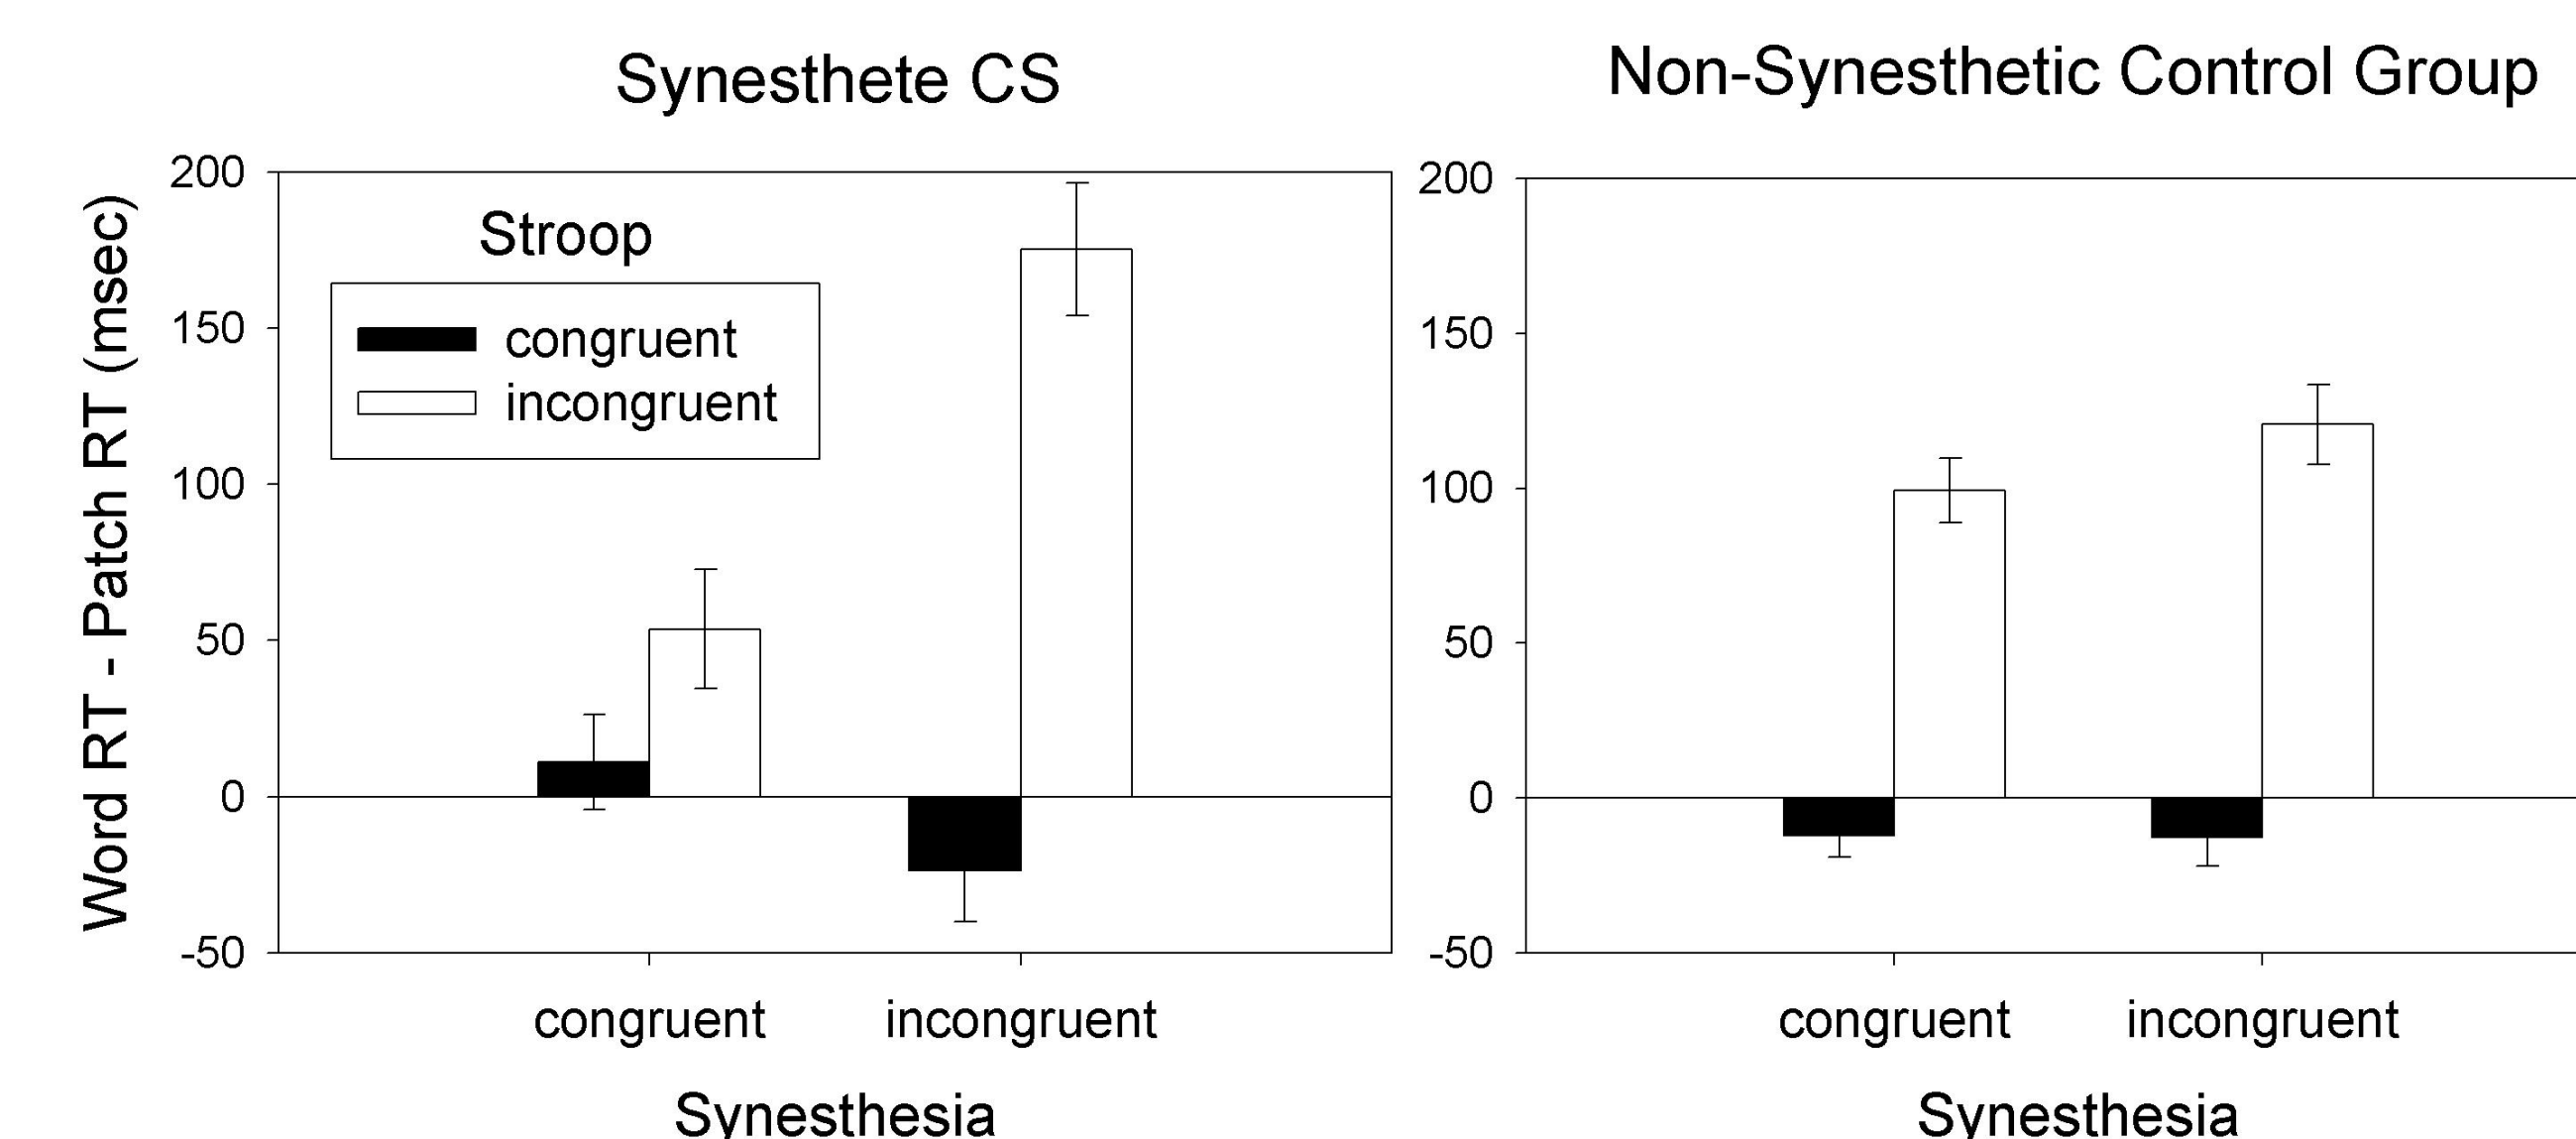 Synesthete CS
Non-Synesthetic Control Group
Word RT - Patch RT (msec)
200
150
100
50
0
-50
Stroop
congruent
incongruent
congruent
incongruent
Synesthesia
200
150
100
50
0
-50
congruent
incongruent
Synesthesia